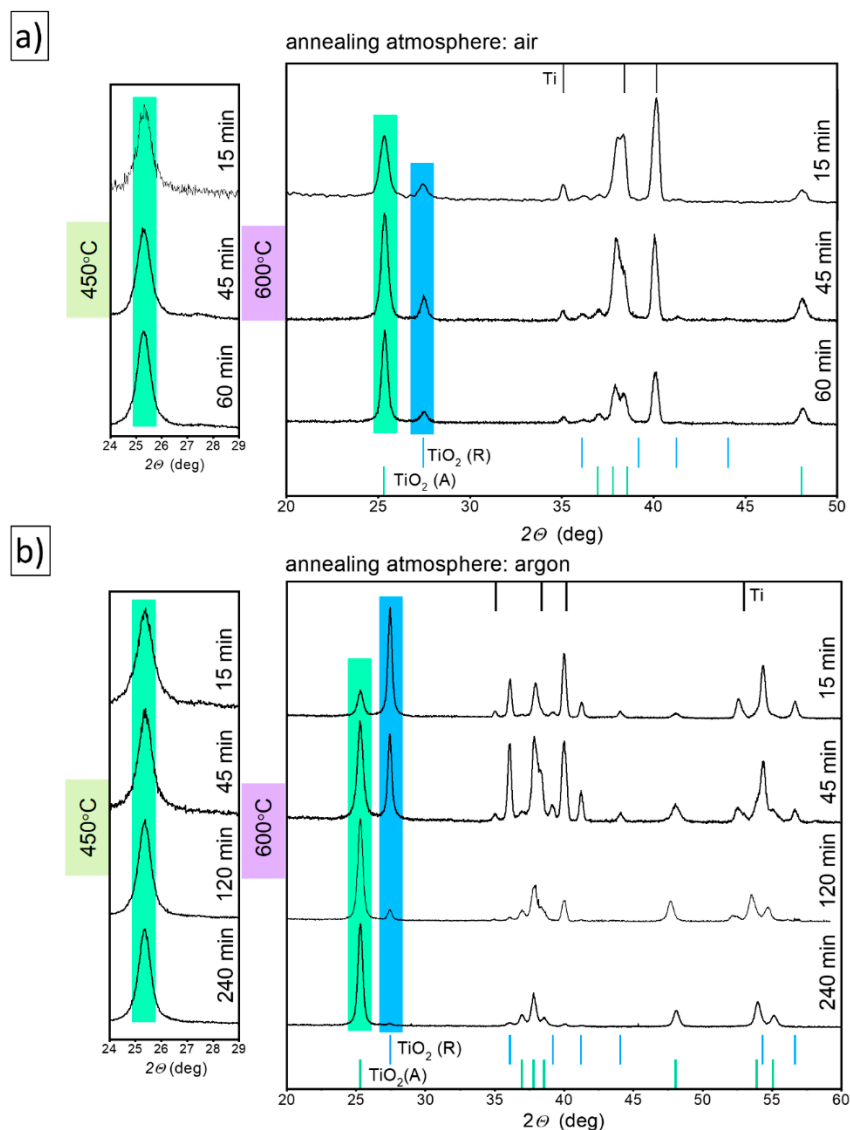 a)
annealing atmosphere: air
450°C
15 min
45 min
60 min
24 25 26 27 28 29
2Θ (deg)
600°C
Ti
15 min
45 min
60 min
TiO2 (R)
TiO2 (A)
20 25 30 35 40 45 50
2Θ (deg)
b)
annealing atmosphere: argon
450°C
15 min
45 min
120 min
240 min
24 25 26 27 28 29
2Θ (deg)
600°C
Ti
15 min
45 min
120 min
240 min
TiO2 (R)
TiO2(A)
20 25 30 35 40 45 50 55 60
2Θ (deg)